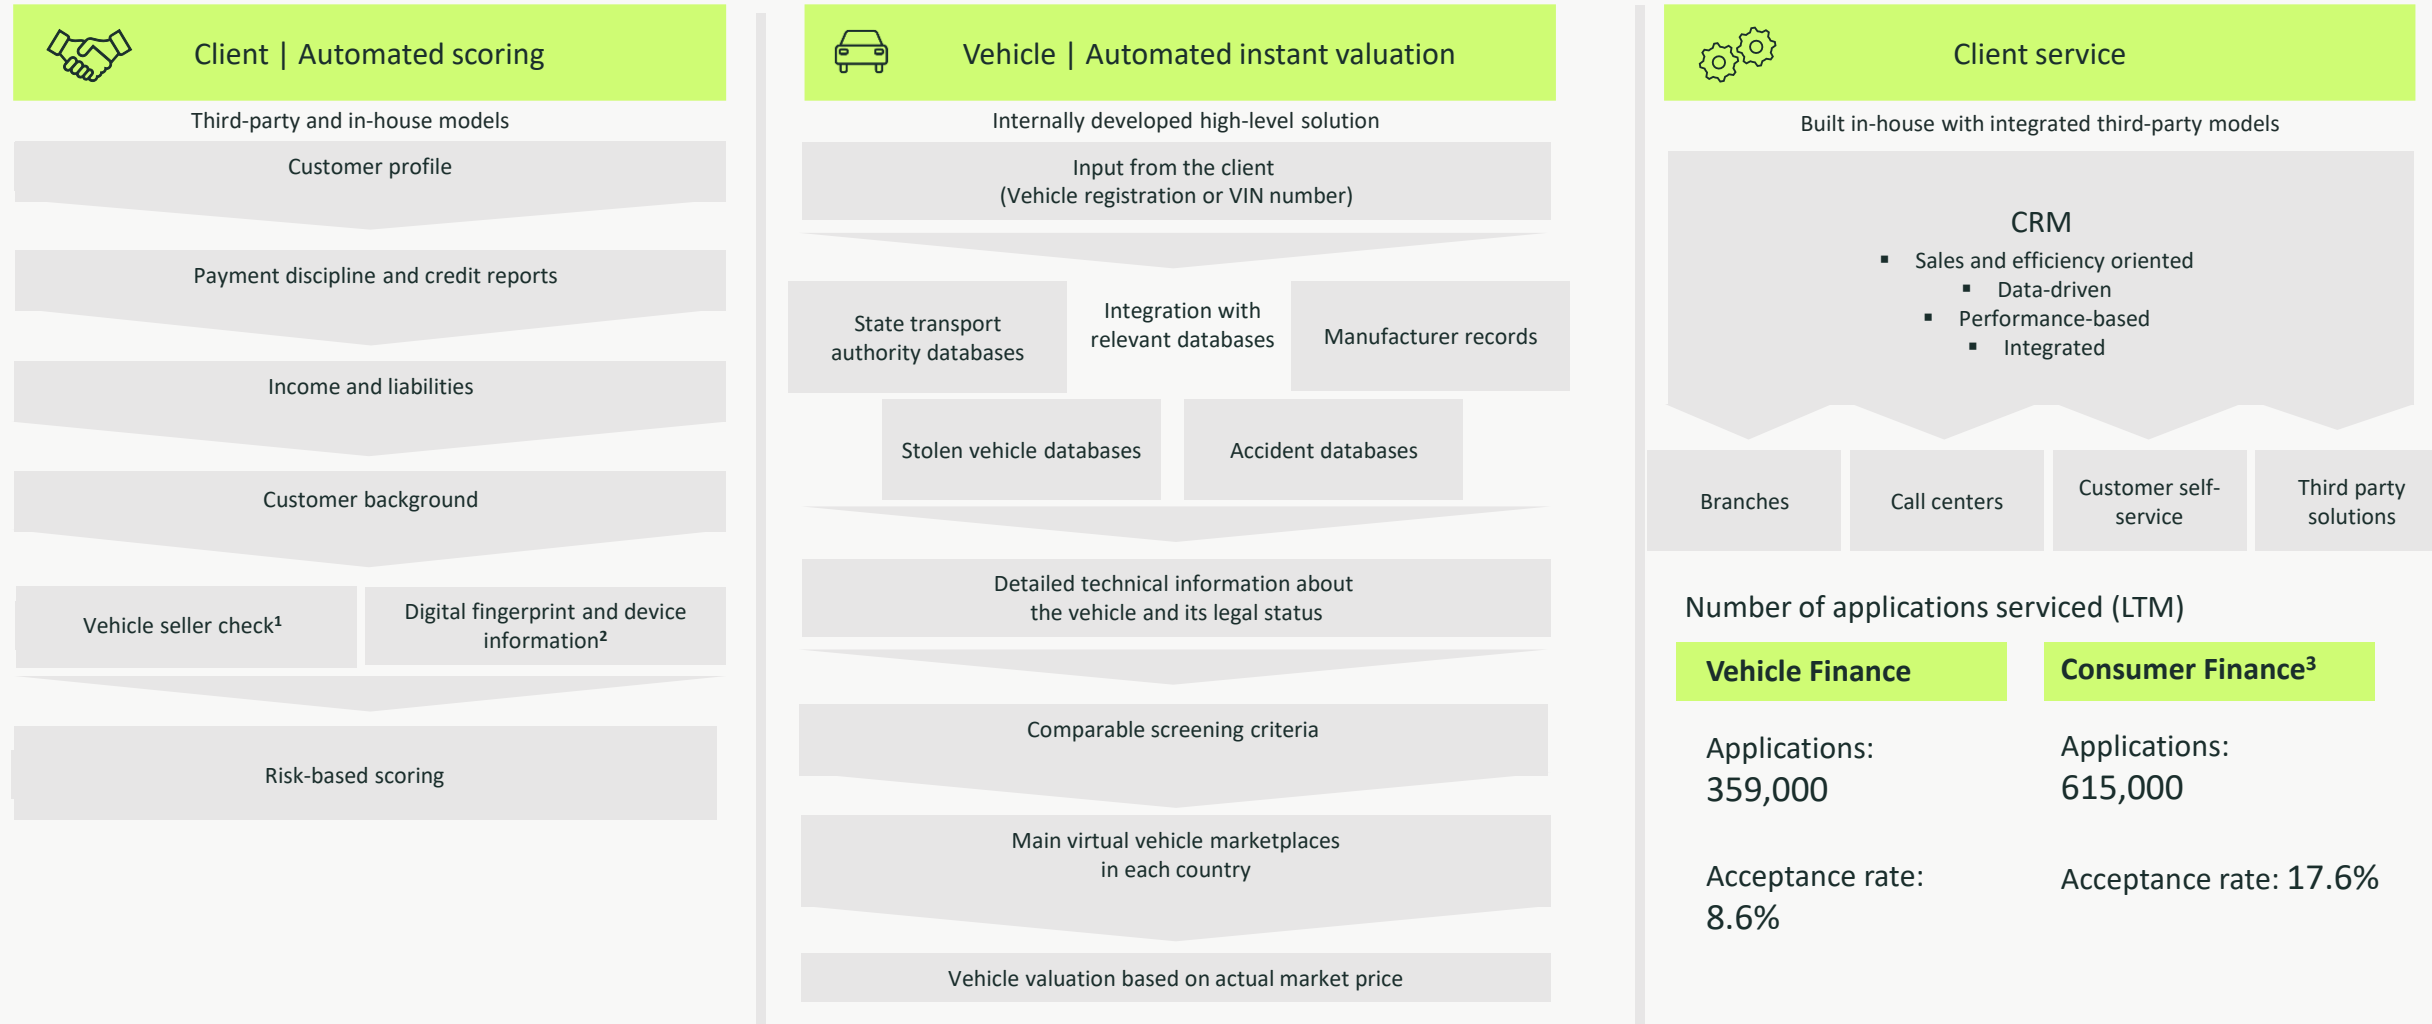 Client | Automated scoring
Third-party and in-house models
Customer profile
Payment discipline and credit reports
Income and liabilities
Customer background
Vehicle seller check¹
Digital fingerprint and device
information²
Risk-based scoring
Vehicle | Automated instant valuation
Internally developed high-level solution
Input from the client
(Vehicle registration or VIN number)
State transport
authority databases
Integration with
relevant databases
Manufacturer records
Stolen vehicle databases
Accident databases
Detailed technical information about
the vehicle and its legal status
Comparable screening criteria
Main virtual vehicle marketplaces
in each country
Vehicle valuation based on actual market price
Client service
Built in-house with integrated third-party models
CRM
▪ Sales and efficiency oriented
▪ Data-driven
▪ Performance-based
▪ Integrated
Branches
Call centers
Customer self-
service
Third party
solutions
Number of applications serviced (LTM)
Vehicle Finance
Applications:
359,000
Acceptance rate:
8.6%
Consumer Finance³
Applications:
615,000
Acceptance rate: 17.6%